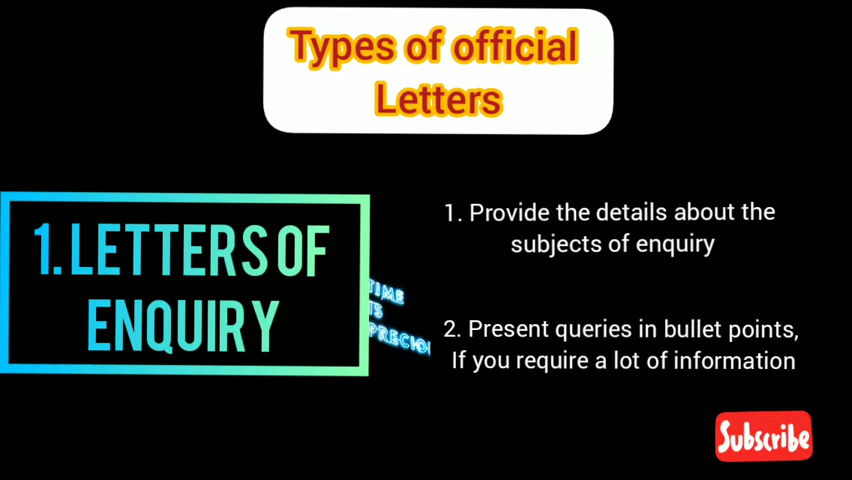 Types of official
Letters
1. LETTERS OF
ENQUIRY
TIME
IS
1. Provide the details about the
subjects of enquiry
2. Present queries in bullet points,
If you require a lot of information
Subscribe